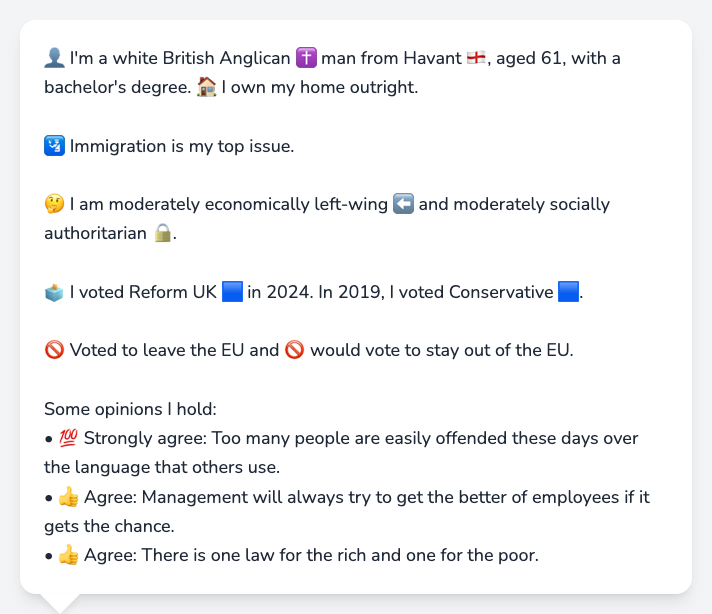 👤 I'm a white British Anglican ✝️ man from Havant 🏴󠁧󠁢󠁥󠁮󠁧󠁿, aged 61, with a
bachelor's degree. 🏠 I own my home outright.
🛂 Immigration is my top issue.
🤔 I am moderately economically left-wing ⬅️ and moderately socially
authoritarian 🔒.
🗳️ I voted Reform UK 🟦 in 2024. In 2019, I voted Conservative 🟦.
🚫 Voted to leave the EU and 🚫 would vote to stay out of the EU.
Some opinions I hold:
• 💯 Strongly agree: Too many people are easily offended these days over
the language that others use.
• 👍 Agree: Management will always try to get the better of employees if it
gets the chance.
• 👍 Agree: There is one law for the rich and one for the poor.